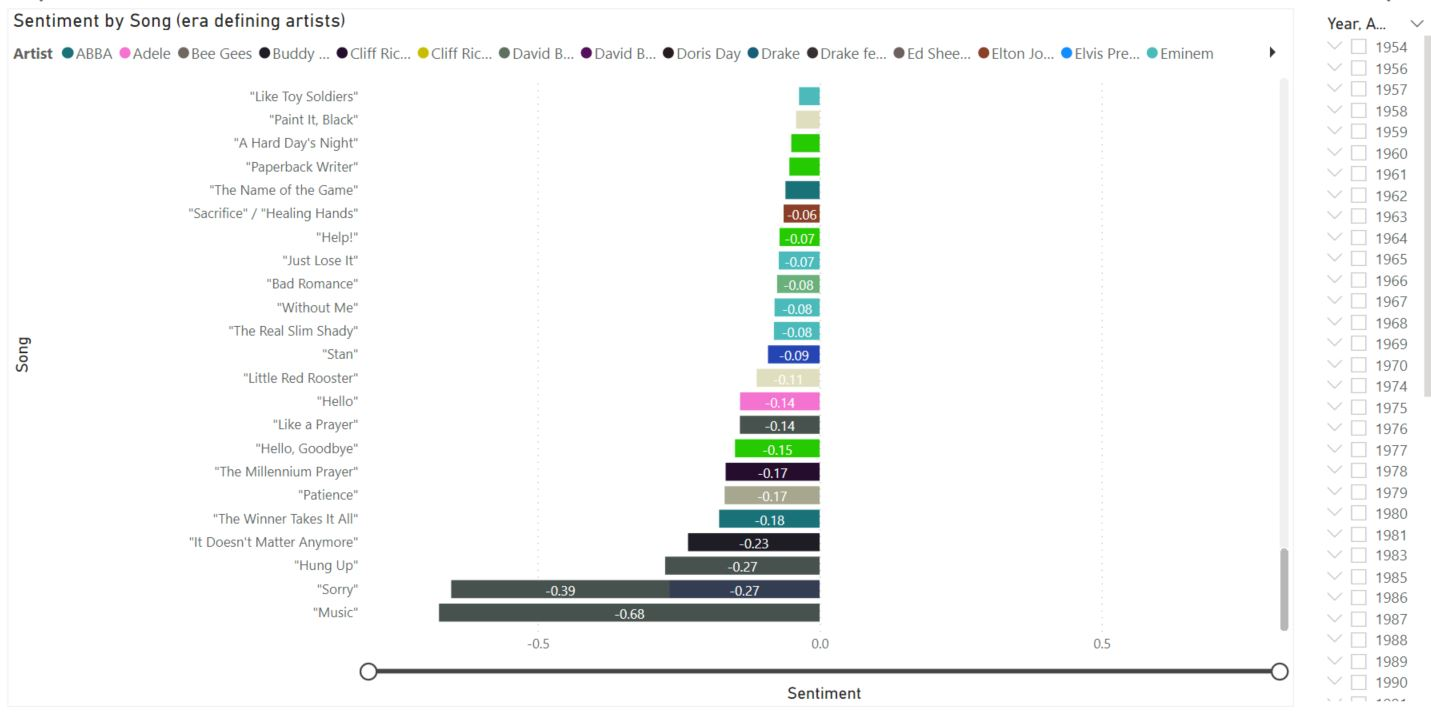 Sentiment by Song (era defining artists)
Artist ABBA Adele Bee Gees Buddy ... Cliff Ric... Cliff Ric... David B... David B... Doris Day Drake Drake fe... Ed Shee... Elton Jo... Elvis Pre... Eminem
"Like Toy Soldiers"
"Paint It, Black"
"A Hard Day's Night"
"Paperback Writer"
"The Name of the Game"
"Sacrifice" / "Healing Hands" -0.06
"Help!" -0.07
"Just Lose It" -0.07
"Bad Romance" -0.08
"Without Me" -0.08
"The Real Slim Shady" -0.08
"Stan" -0.09
"Little Red Rooster" -0.11
"Hello" -0.14
"Like a Prayer" -0.14
"Hello, Goodbye" -0.15
"The Millennium Prayer" -0.17
"Patience" -0.17
"The Winner Takes It All" -0.18
"It Doesn't Matter Anymore" -0.23
"Hung Up" -0.27
"Sorry" -0.39 -0.27
"Music" -0.68
Song
-0.5 0.0 0.5
Sentiment
Year, A...
1954
1956
1957
1958
1959
1960
1961
1962
1963
1964
1965
1966
1967
1968
1969
1970
1974
1975
1976
1977
1978
1979
1980
1981
1983
1985
1986
1987
1988
1989
1990